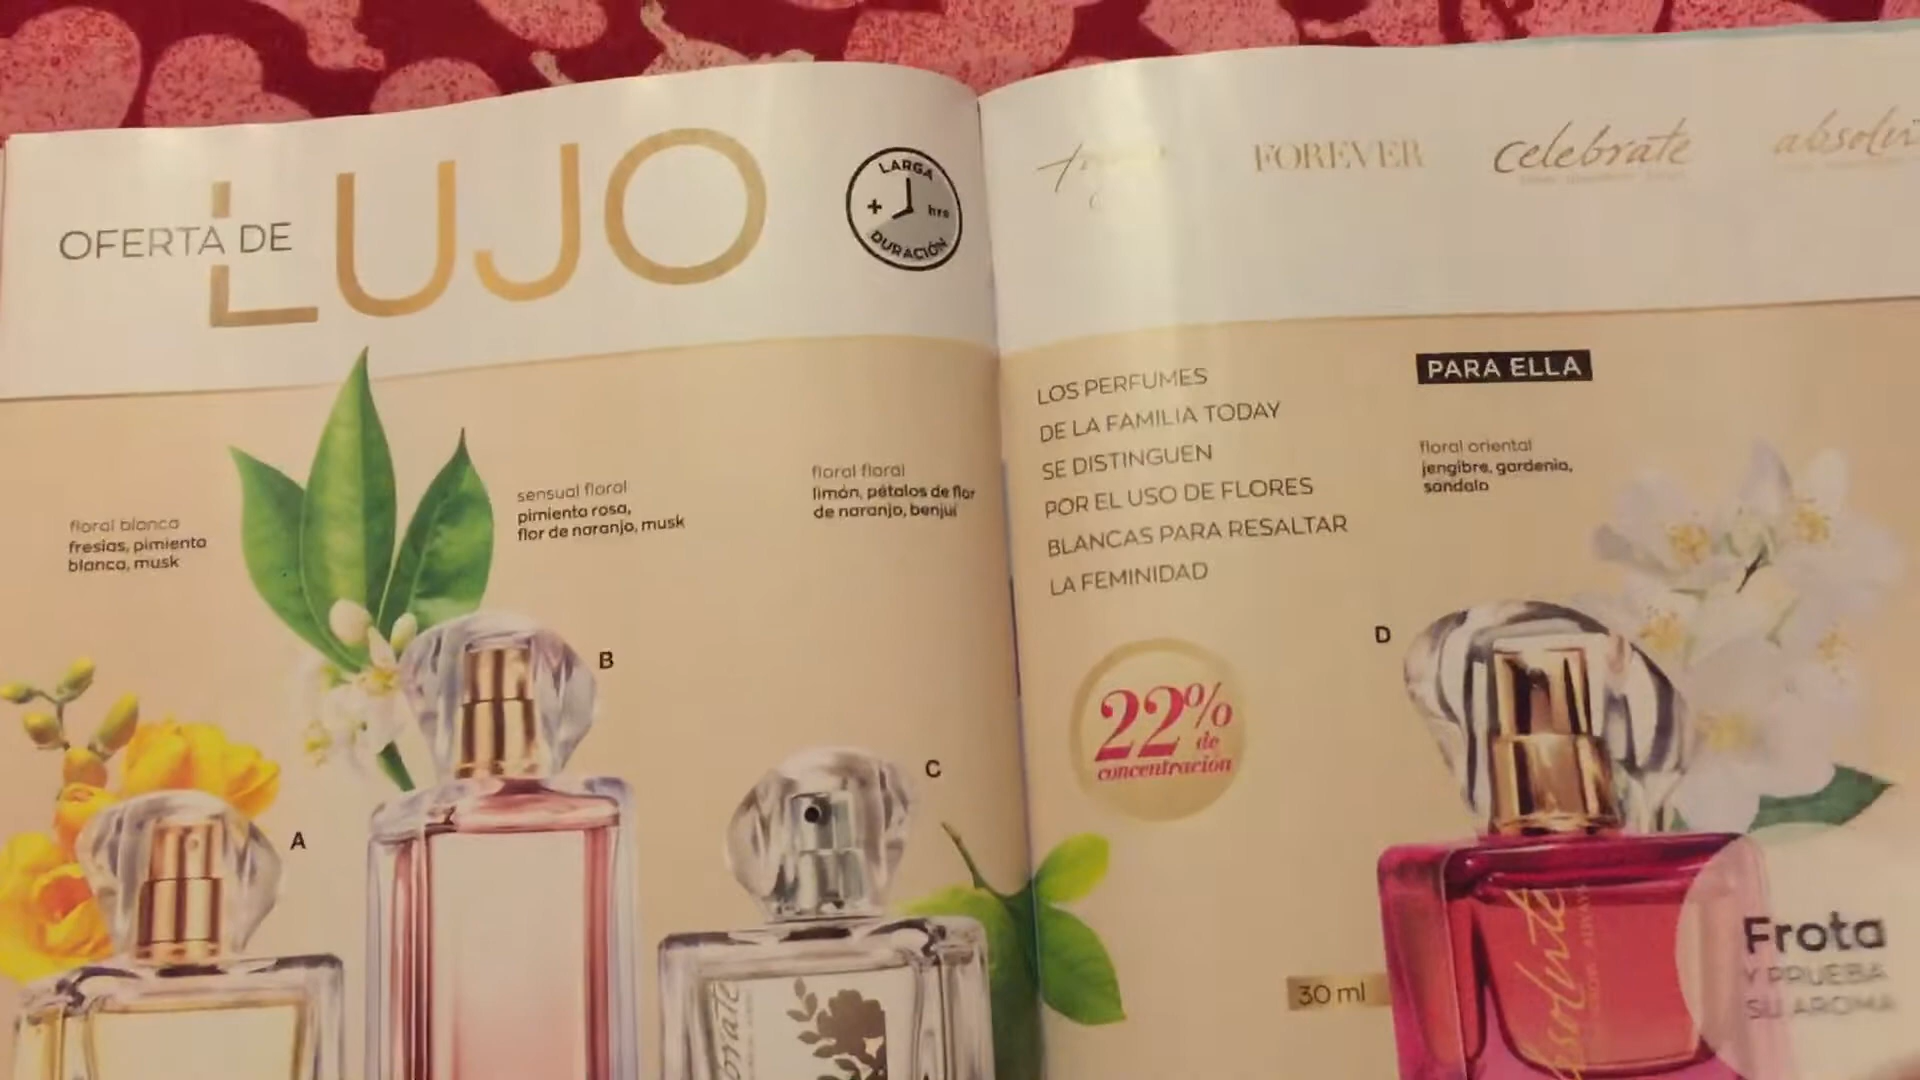 OFERTA DE
LUJO
LARGA
+ hrs
DURACIÓN
floral blanca
fresias, pimienta
blanca, musk
sensual floral
pimienta rosa,
flor de naranjo, musk
floral floral
limón, pétalos de flor
de naranjo, benjuí
A
B
C
FOREVER
celebrate
LOS PERFUMES
DE LA FAMILIA TODAY
SE DISTINGUEN
POR EL USO DE FLORES
BLANCAS PARA RESALTAR
LA FEMINIDAD
22%
de
concentración
PARA ELLA
floral oriental
jengibre, gardenia,
sándalo
D
30 ml
Frota
Y PRUEBA
SU AROMA